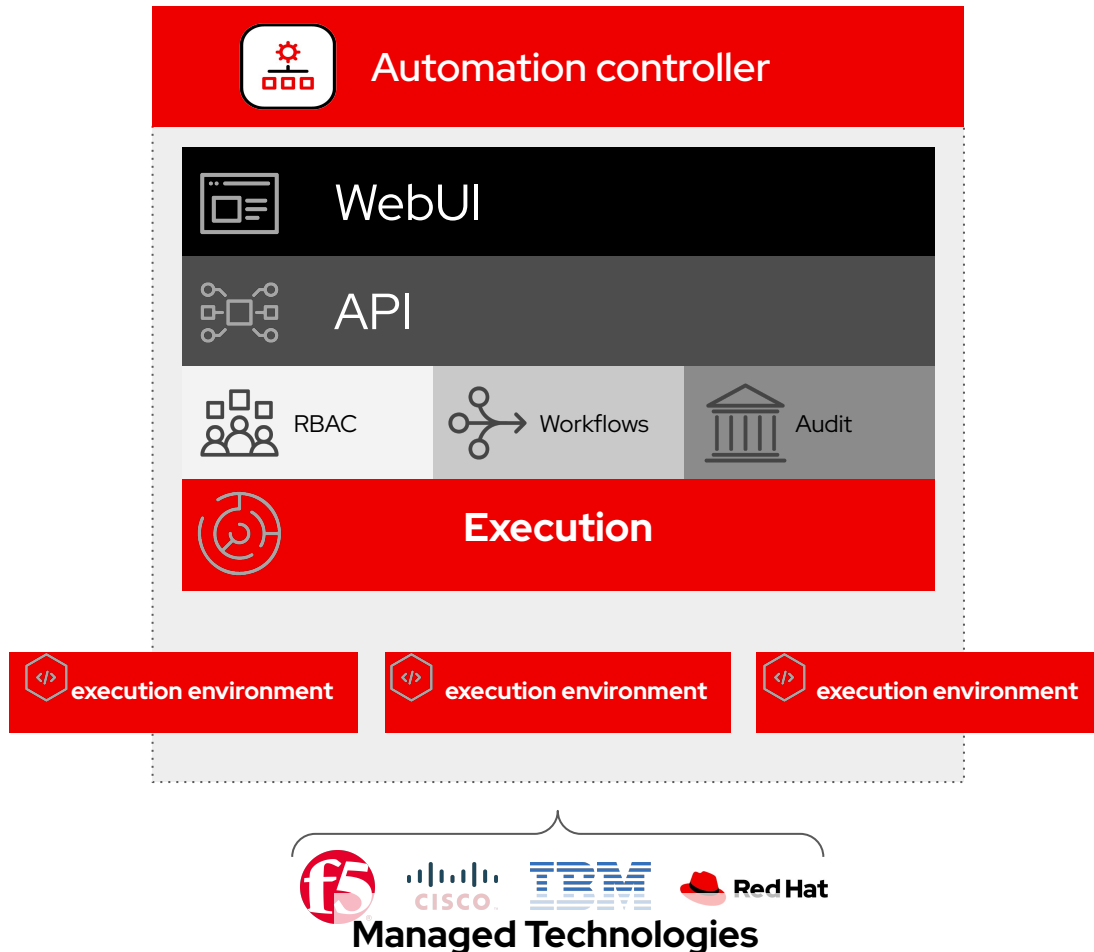 Automation controller
WebUI
API
RBAC
Workflows
Audit
Execution
</>
execution environment
</>
execution environment
</>
execution environment
f5
CISCO
IBM
Red Hat
Managed Technologies